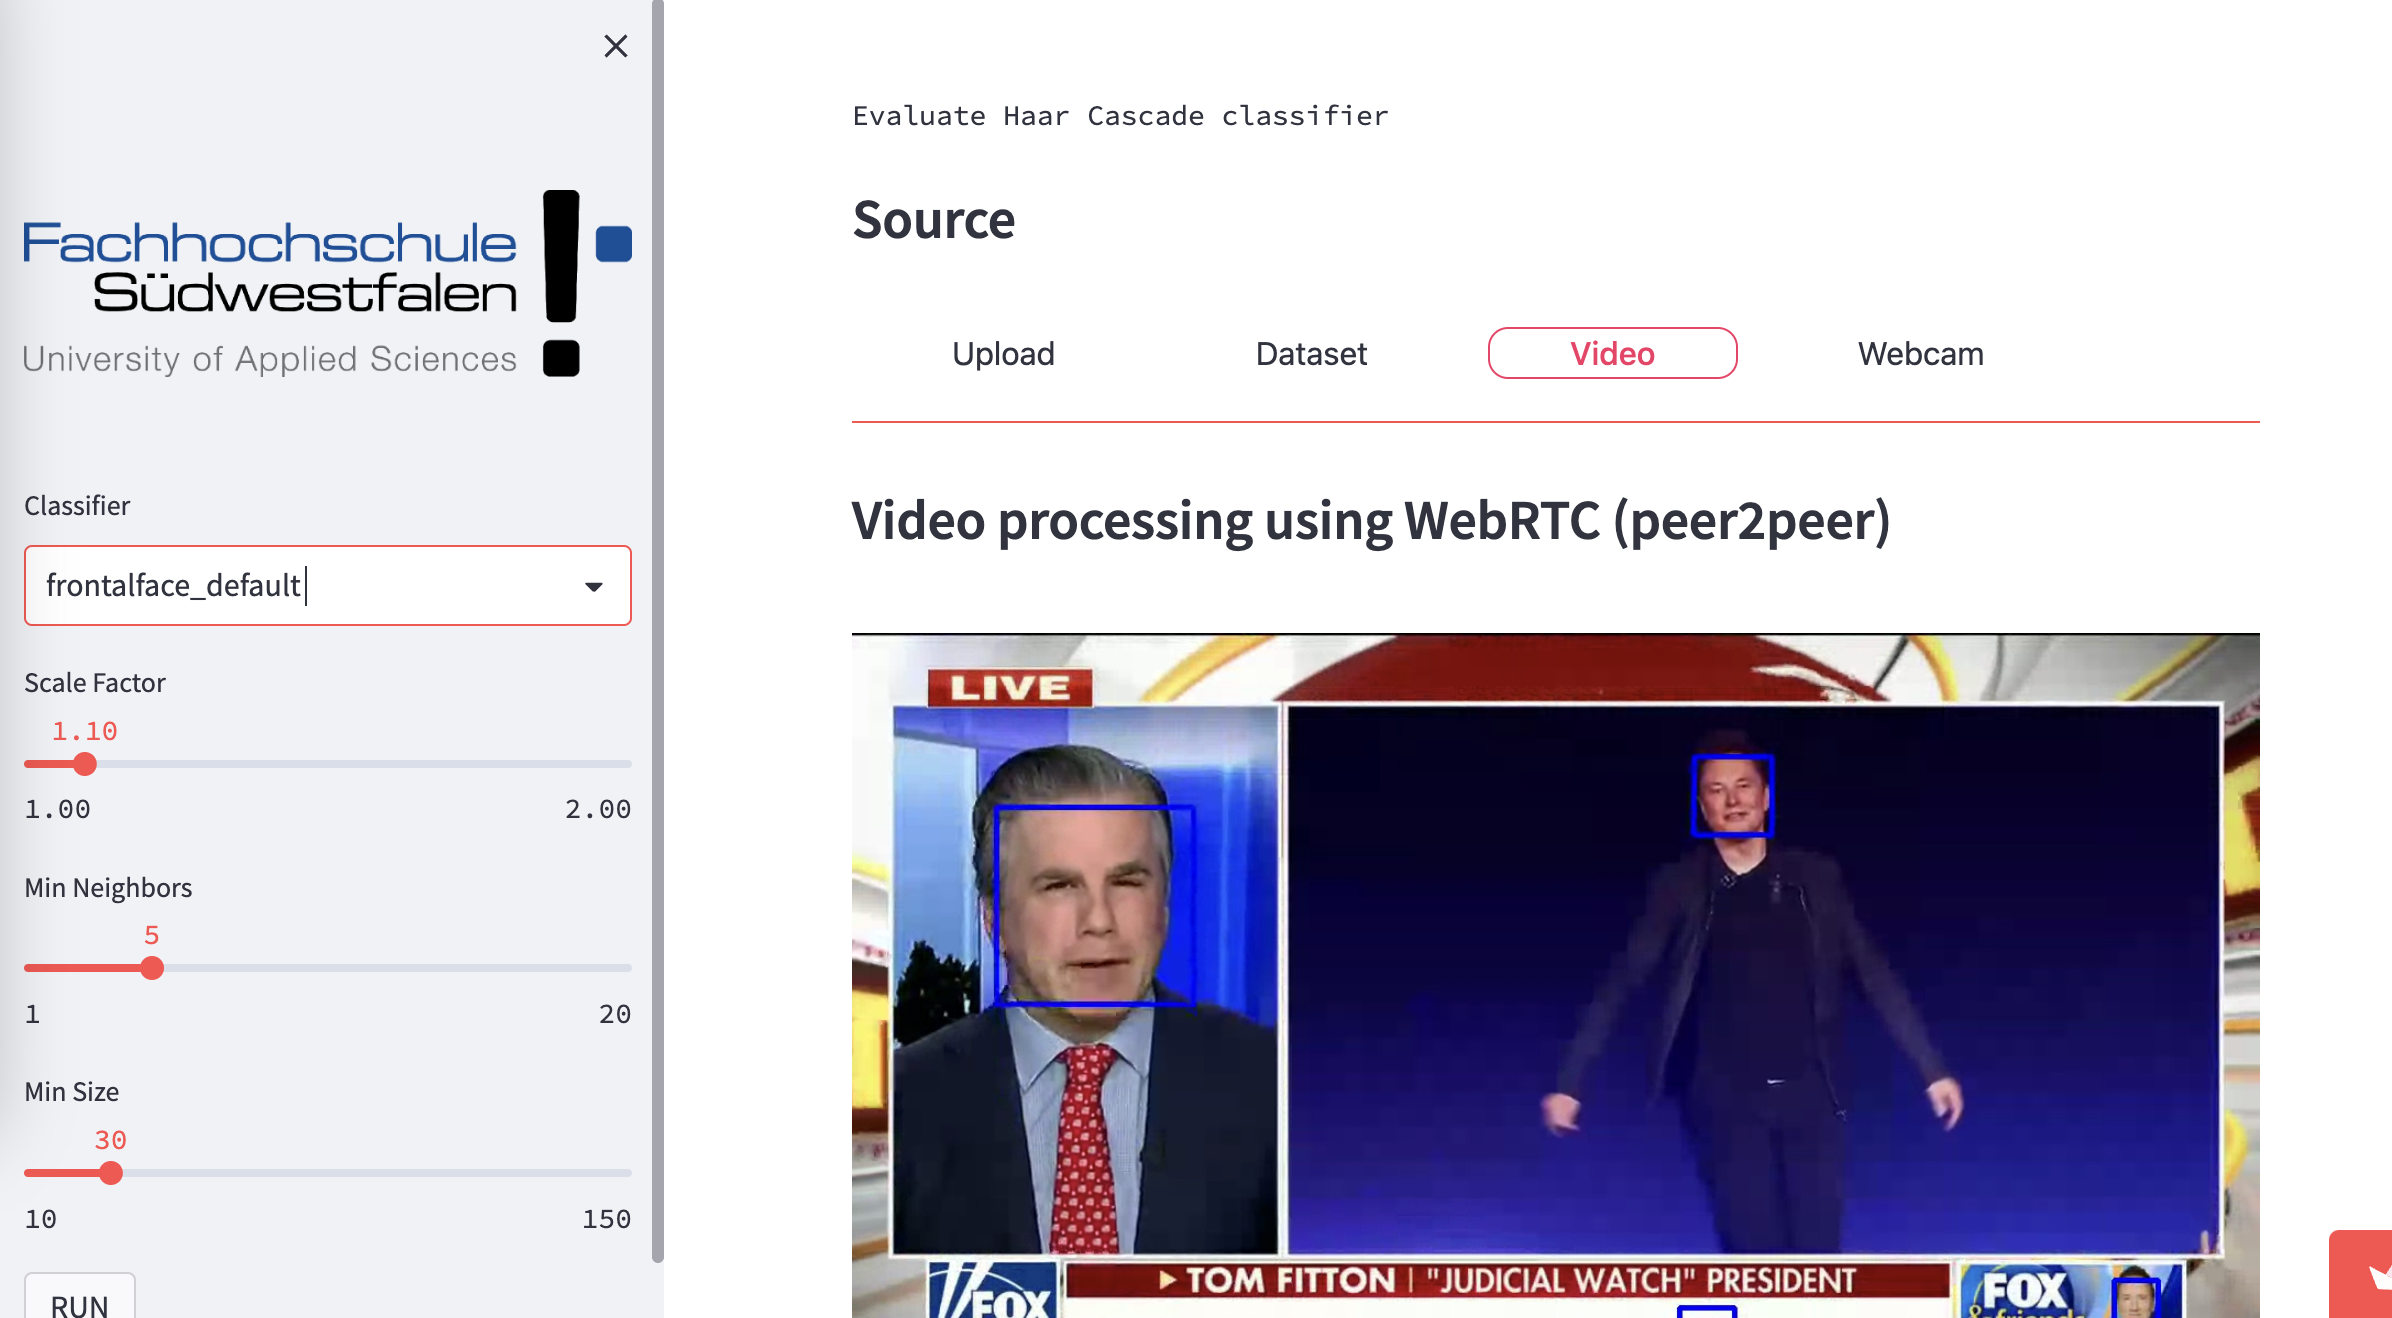 Fachhochschule
Südwestfalen
University of Applied Sciences
Classifier
frontalface_default
Scale Factor
1.10
1.00
2.00
Min Neighbors
5
1
20
Min Size
30
10
150
RUN
Evaluate Haar Cascade classifier
Source
Upload
Dataset
Video
Webcam
Video processing using WebRTC (peer2peer)
LIVE
TOM FITTON | "JUDICIAL WATCH" PRESIDENT
FOX
FOX
&friends